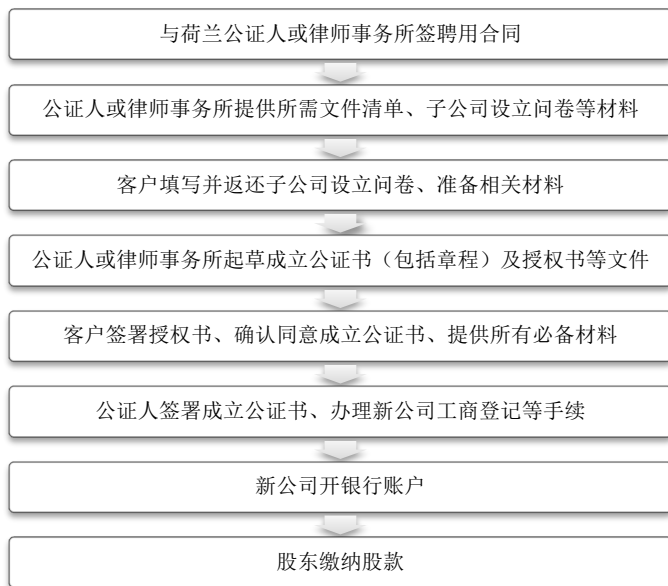 与荷兰公证人或律师事务所签聘用合同
公证人或律师事务所提供所需文件清单、子公司设立问卷等材料
客户填写并返还子公司设立问卷、准备相关材料
公证人或律师事务所起草成立公证书（包括章程）及授权书等文件
客户签署授权书、确认同意成立公证书、提供所有必备材料
公证人签署成立公证书、办理新公司工商登记等手续
新公司开银行账户
股东缴纳股款